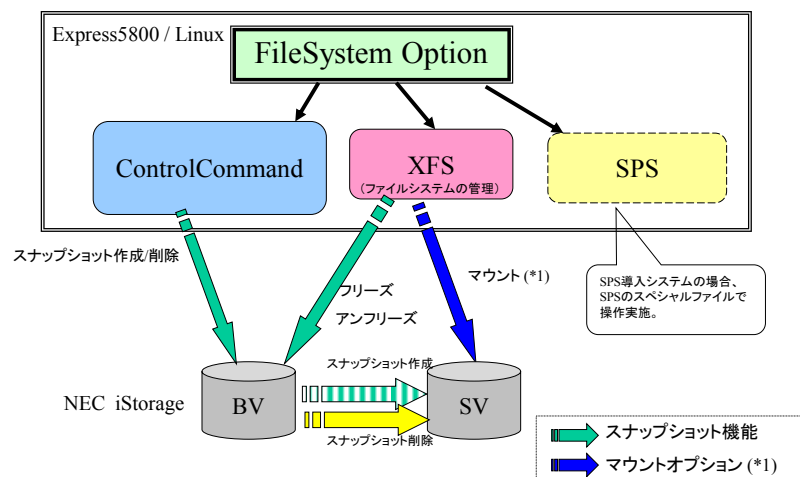 Express5800 / Linux
FileSystem Option
ControlCommand
XFS
（ファイルシステムの管理）
SPS
スナップショット作成/削除
フリーズ
アンフリーズ
マウント (*1)
SPS導入システムの場合、
SPSのスペシャルファイルで
操作実施。
スナップショット作成
NEC iStorage
BV
SV
スナップショット削除
スナップショット機能
マウントオプション (*1)